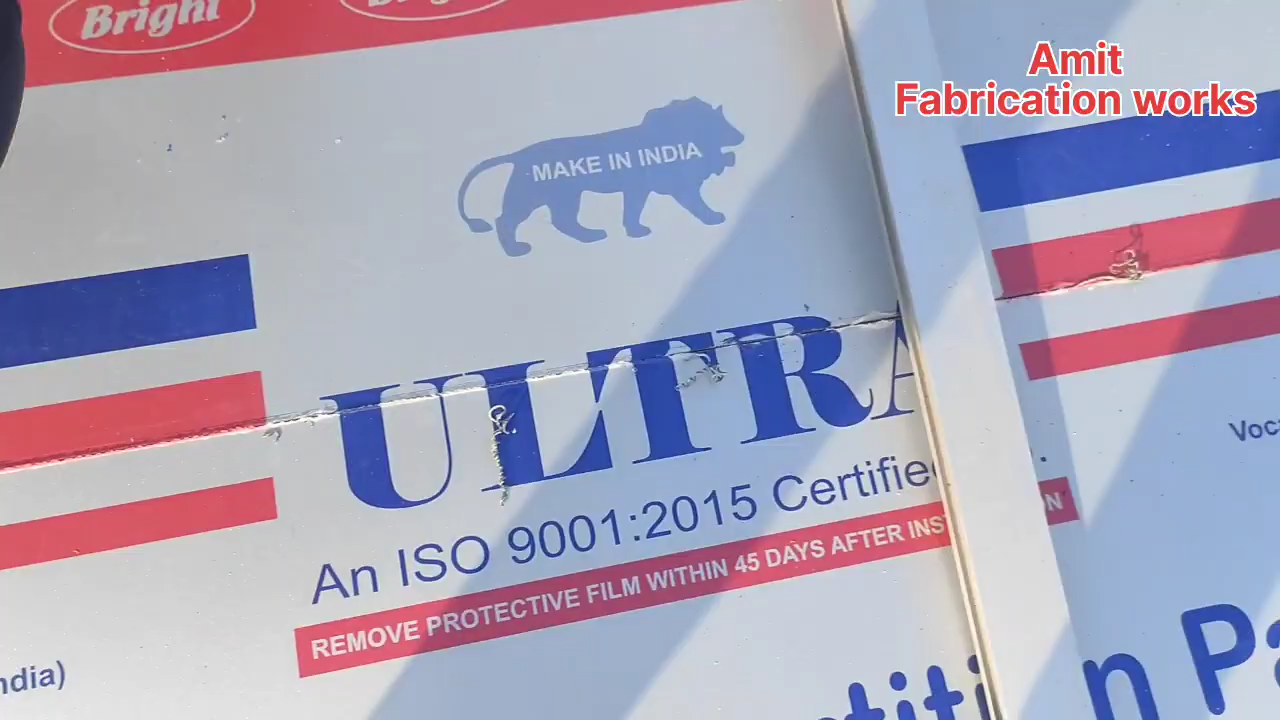 Bright
Amit
Fabrication works
MAKE IN INDIA
ULTRA
An ISO 9001:2015 Certified
REMOVE PROTECTIVE FILM WITHIN 45 DAYS AFTER INS
N
ndia)
n Pa